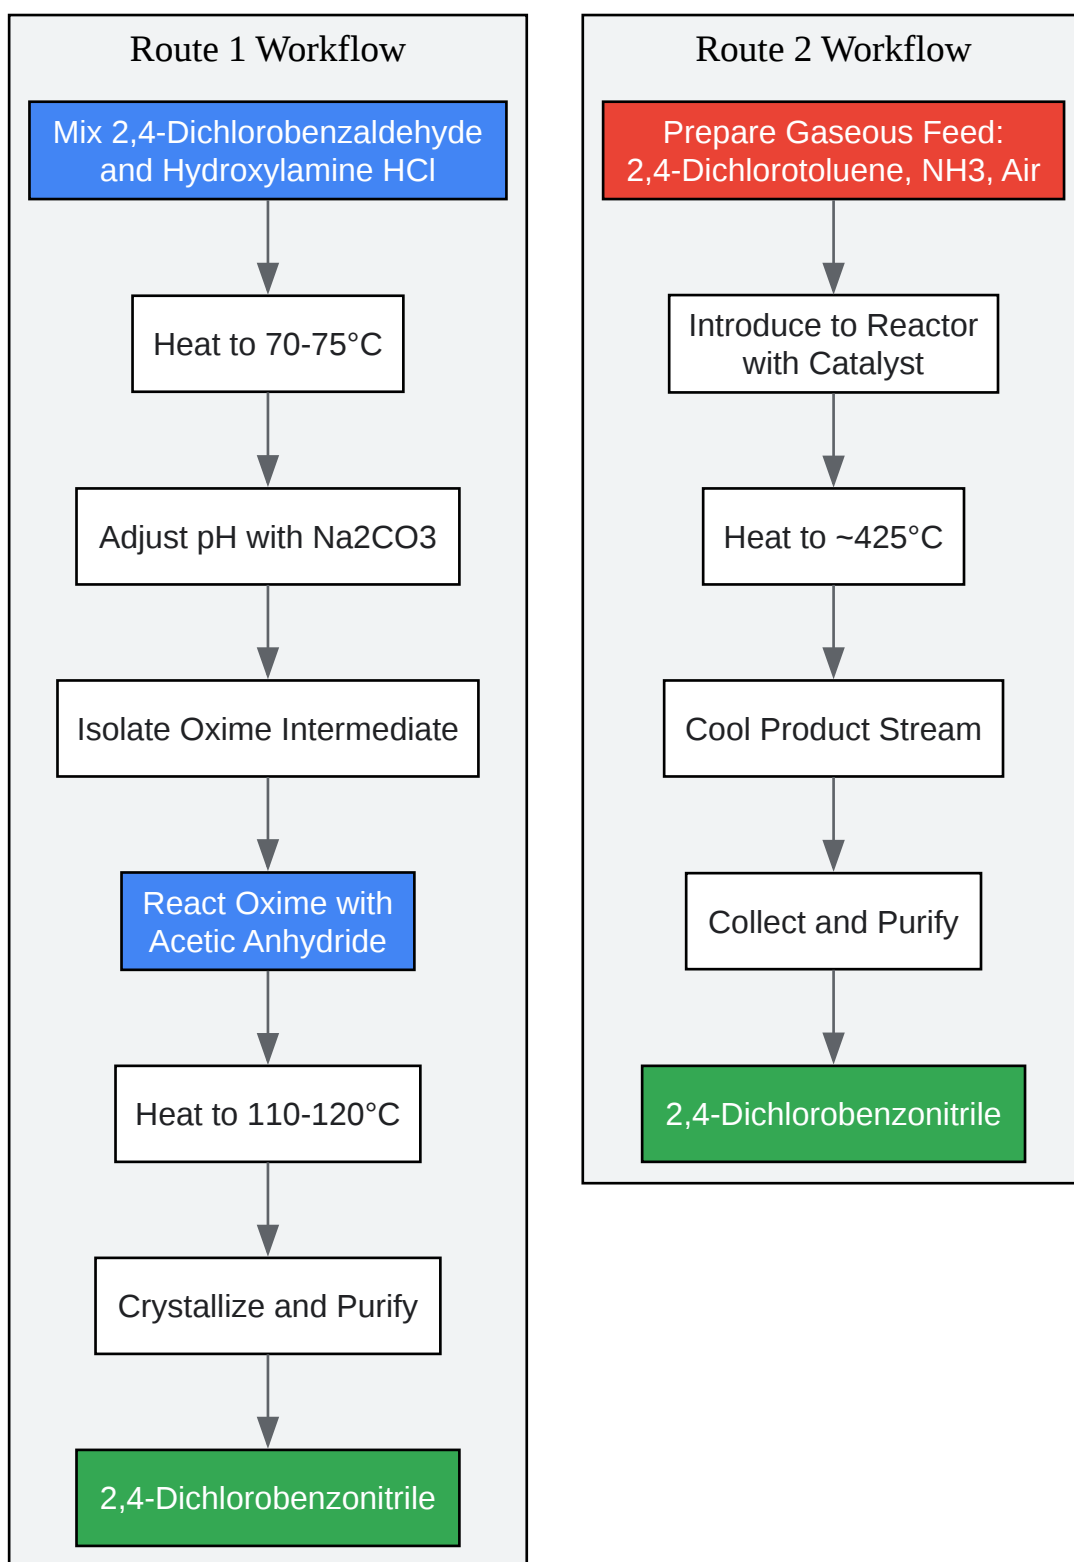 Route 1 Workflow
Mix 2,4-Dichlorobenzaldehyde
and Hydroxylamine HCl
Heat to 70-75°C
Adjust pH with Na2CO3
Isolate Oxime Intermediate
React Oxime with
Acetic Anhydride
Heat to 110-120°C
Crystallize and Purify
2,4-Dichlorobenzonitrile
Route 2 Workflow
Prepare Gaseous Feed:
2,4-Dichlorotoluene, NH3, Air
Introduce to Reactor
with Catalyst
Heat to ~425°C
Cool Product Stream
Collect and Purify
2,4-Dichlorobenzonitrile